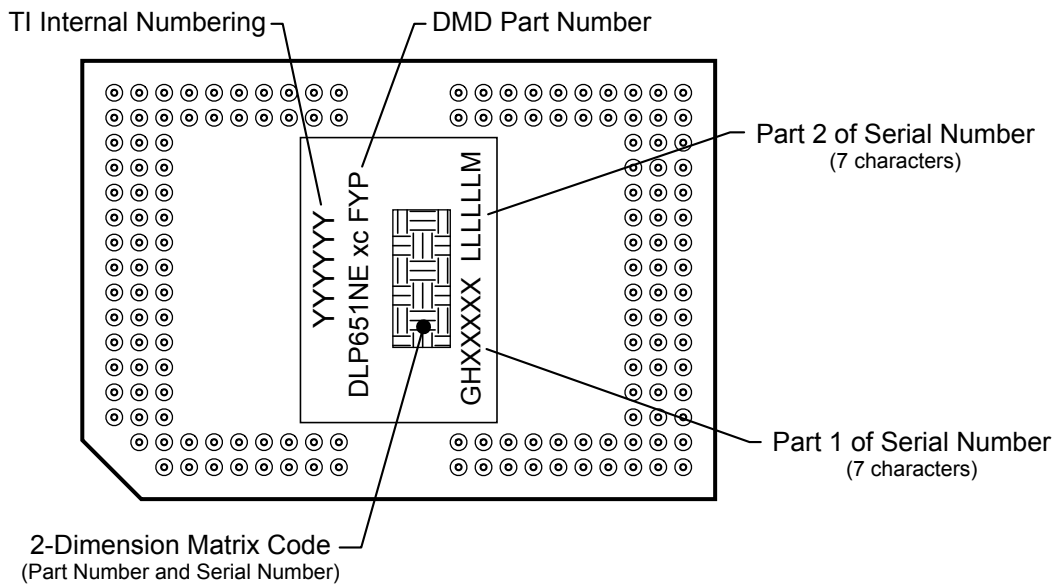 TI Internal Numbering
DMD Part Number
Part 2 of Serial Number
(7 characters)
YYYYYYY
DLP651NE xc FYP
GHXXXXX LLLLLLM
Part 1 of Serial Number
(7 characters)
2-Dimension Matrix Code
(Part Number and Serial Number)